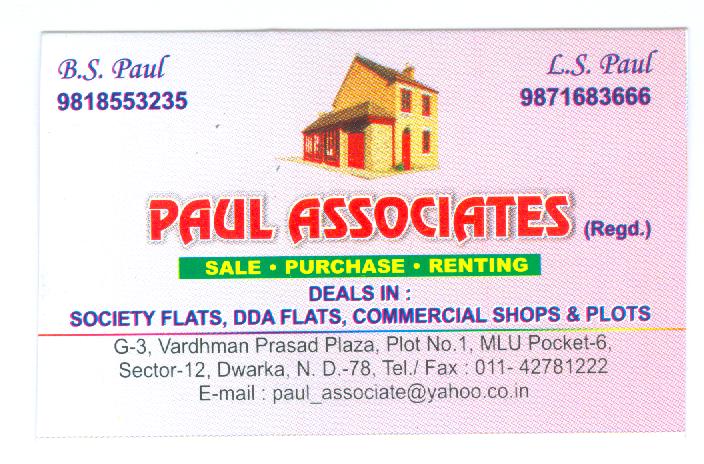 B.S. Paul
9818553235
L.S. Paul
9871683666
PAUL ASSOCIATES (Regd.)
SALE • PURCHASE • RENTING
DEALS IN :
SOCIETY FLATS, DDA FLATS, COMMERCIAL SHOPS & PLOTS
G-3, Vardhman Prasad Plaza, Plot No.1, MLU Pocket-6,
Sector-12, Dwarka, N. D.-78, Tel./ Fax : 011- 42781222
E-mail : paul_associate@yahoo.co.in